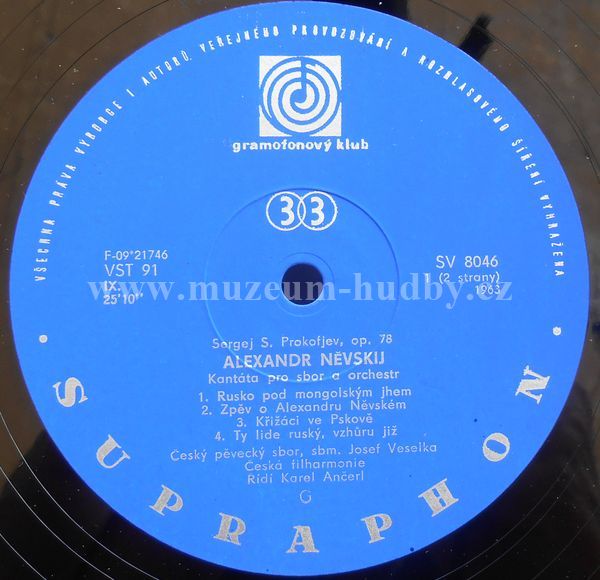 VŠECHNA PRÁVA VÝROBCE I AUTORŮ VEŘEJNÉHO PROVOZOVÁNÍ A ROZHLASOVÉHO ŠÍŘENÍ VYHRAŽENA
gramofonový klub
33
F-09*21746
VST 91
IX.
25'10"
SV 8046
1 (2 strany)
1963
www.muzeum-hudby.cz
Sergej S. Prokofjev, op. 78
ALEXANDR NĚVSKIJ
Kantáta pro sbor a orchestr
1. Rusko pod mongolským jhem
2. Zpěv o Alexandru Něvském
3. Křižáci ve Pskově
4. Ty lide ruský, vzhůru již
Český pěvecký sbor, sbm. Josef Veselka
Česká filharmonie
Řídí Karel Ančerl
G
SUPRAPHON